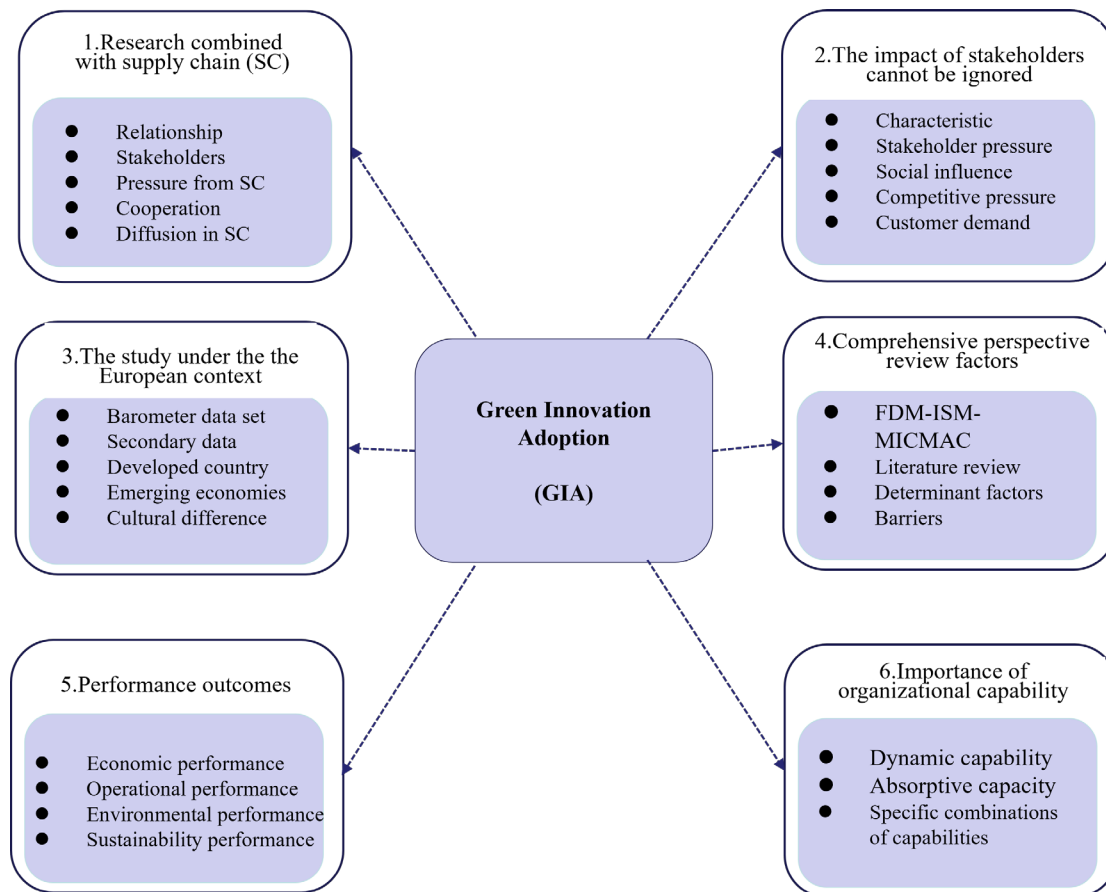 1.Research combined
with supply chain (SC)
● Relationship
● Stakeholders
● Pressure from SC
● Cooperation
● Diffusion in SC
2.The impact of stakeholders
cannot be ignored
● Characteristic
● Stakeholder pressure
● Social influence
● Competitive pressure
● Customer demand
3.The study under the the
European context
● Barometer data set
● Secondary data
● Developed country
● Emerging economies
● Cultural difference
Green Innovation
Adoption
(GIA)
4.Comprehensive perspective
review factors
● FDM-ISM-
MICMAC
● Literature review
● Determinant factors
● Barriers
5.Performance outcomes
● Economic performance
● Operational performance
● Environmental performance
● Sustainability performance
6.Importance of
organizational capability
● Dynamic capability
● Absorptive capacity
● Specific combinations
of capabilities